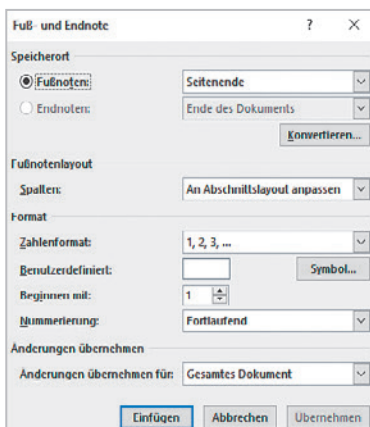 Fuß- und Endnote ? ×
Speicherort
Fußnoten: Seitenende
Endnoten: Ende des Dokuments
Konvertieren...
Fußnotenlayout
Spalten: An Abschnittslayout anpassen
Format
Zahlenformat: 1, 2, 3, ...
Benutzerdefiniert: Symbol...
Beginnen mit: 1
Nummerierung: Fortlaufend
Änderungen übernehmen
Änderungen übernehmen für: Gesamtes Dokument
Einfügen Abbrechen Übernehmen